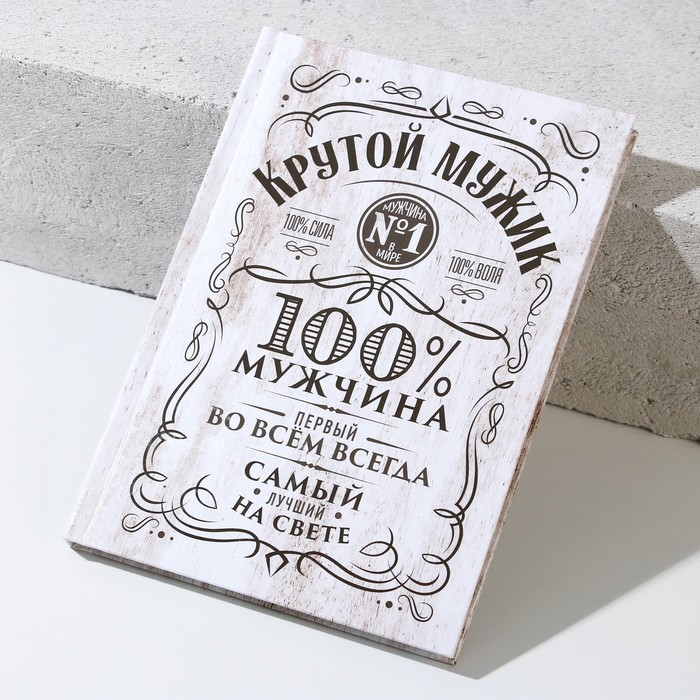 КРУТОЙ МУЖИК
МУЖЧИНА
№1
В
МИРЕ
100% СИЛА
100% ВОЛЯ
100%
МУЖЧИНА
ПЕРВЫЙ
ВО ВСЁМ ВСЕГДА
САМЫЙ
ЛУЧШИЙ
НА СВЕТЕ